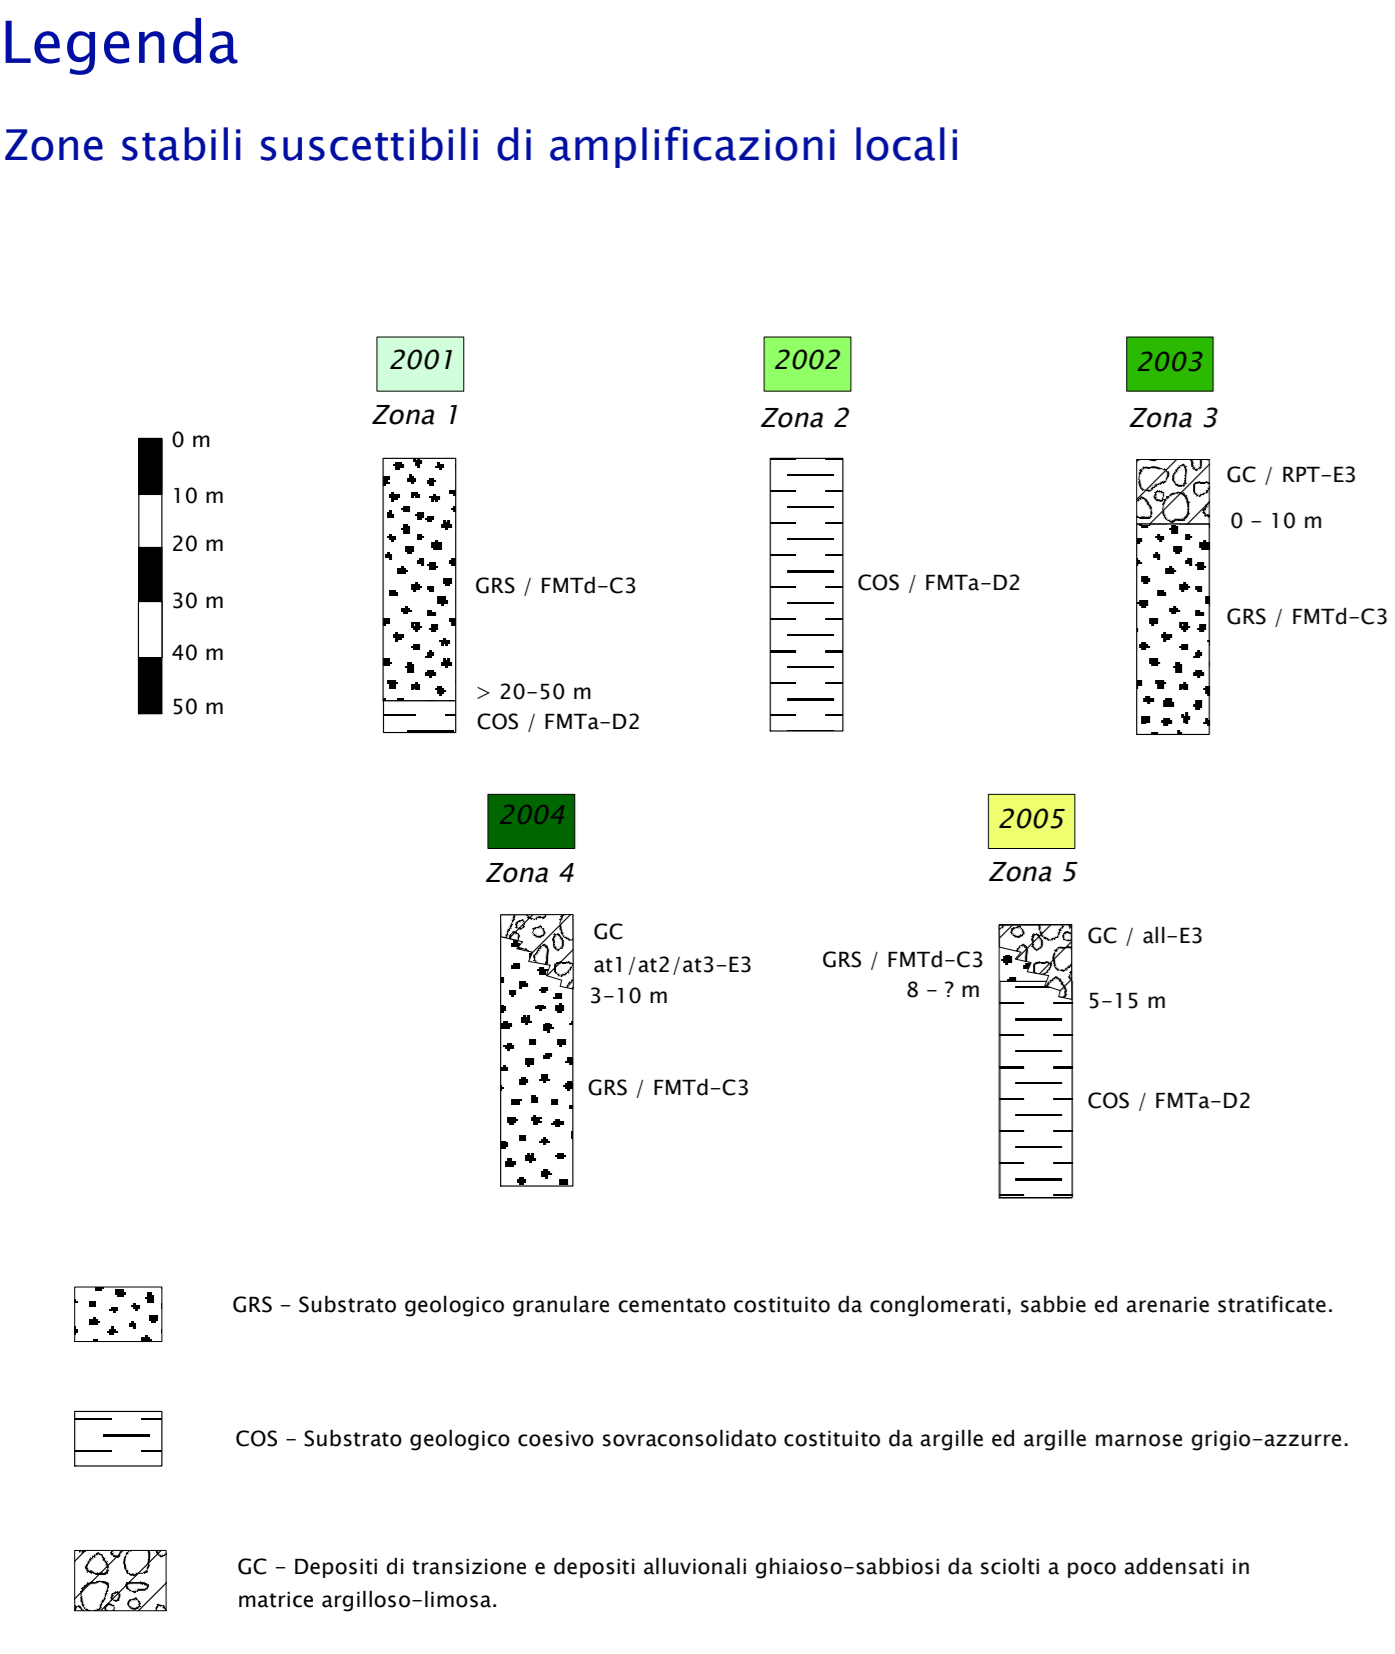 Legenda
Zone stabili suscettibili di amplificazioni locali
2001
2002
2003
Zona 1
Zona 2
Zona 3
0 m
10 m
20 m
30 m
40 m
50 m
GRS / FMTd-C3
> 20-50 m
COS / FMTa-D2
COS / FMTa-D2
GC / RPT-E3
0 - 10 m
GRS / FMTd-C3
2004
2005
Zona 4
Zona 5
GC
at1/at2/at3-E3
3-10 m
GRS / FMTd-C3
GRS / FMTd-C3
8 - ? m
GC / all-E3
5-15 m
COS / FMTa-D2
GRS - Substrato geologico granulare cementato costituito da conglomerati, sabbie ed arenarie stratificate.
COS - Substrato geologico coesivo sovraconsolidato costituito da argille ed argille marnose grigio-azzurre.
GC - Depositi di transizione e depositi alluvionali ghiaioso-sabbiosi da sciolti a poco addensati in
matrice argilloso-limosa.